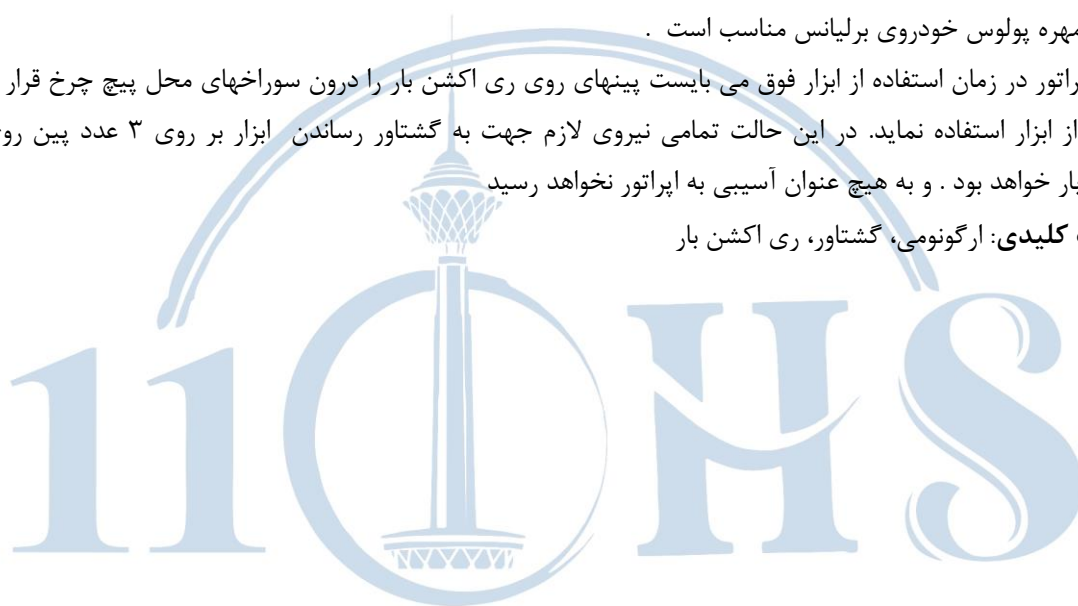 مهره پولوس خودروی برلیانس مناسب است .
راتور در زمان استفاده از ابزار فوق می بایست پینهای روی ری اکشن بار را درون سوراخهای محل پیچ چرخ قرار
از ابزار استفاده نماید. در این حالت تمامی نیروی لازم جهت به گشتاور رساندن ابزار بر روی ۳ عدد پین رو
بار خواهد بود . و به هیچ عنوان آسیبی به اپراتور نخواهد رسید
کلیدی: ارگونومی، گشتاور، ری اکشن بار
11OHS